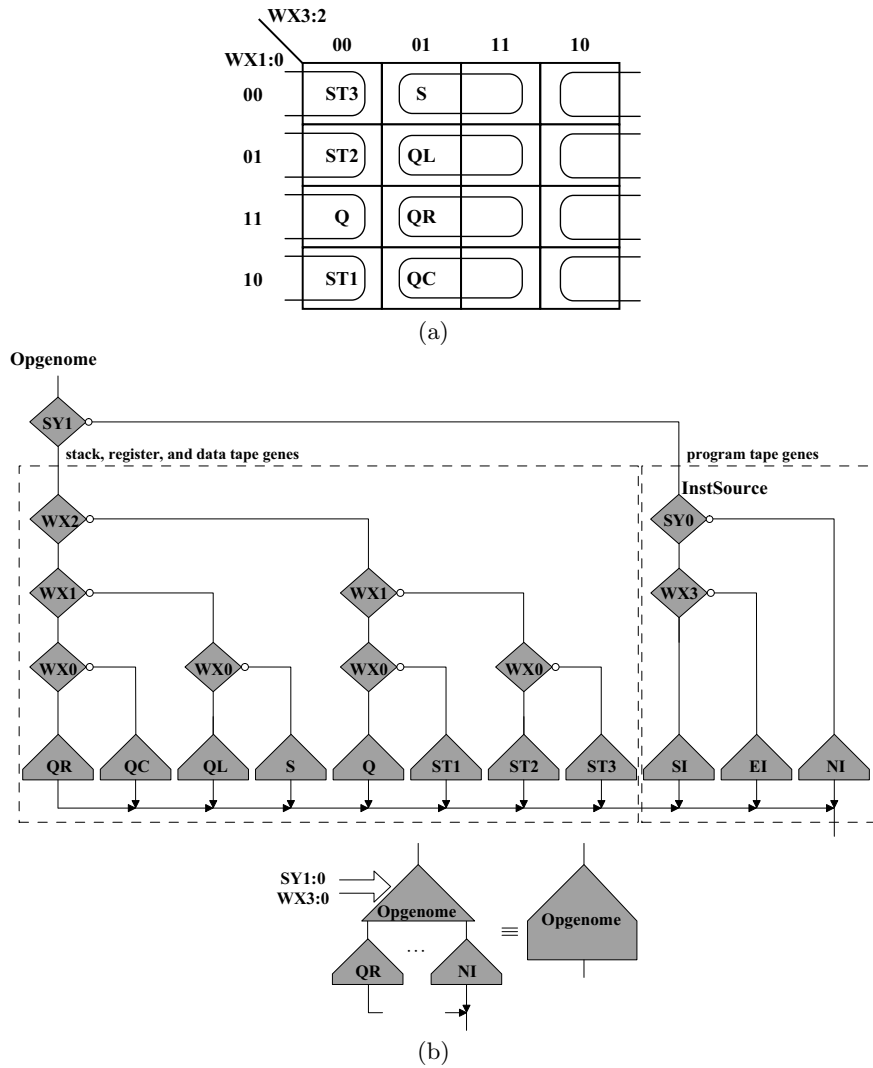 WX3:2
00 01 11 10
WX1:0
00 ST3 S
01 ST2 QL
11 Q QR
10 ST1 QC
(a)
Opgenome
SY1
stack, register, and data tape genes
program tape genes
InstSource
WX2 SY0
WX1 WX1 WX3
WX0 WX0 WX0 WX0
QR QC QL S Q ST1 ST2 ST3 SI EI NI
SY1:0
WX3:0
Opgenome ≡ Opgenome
...
QR NI
(b)